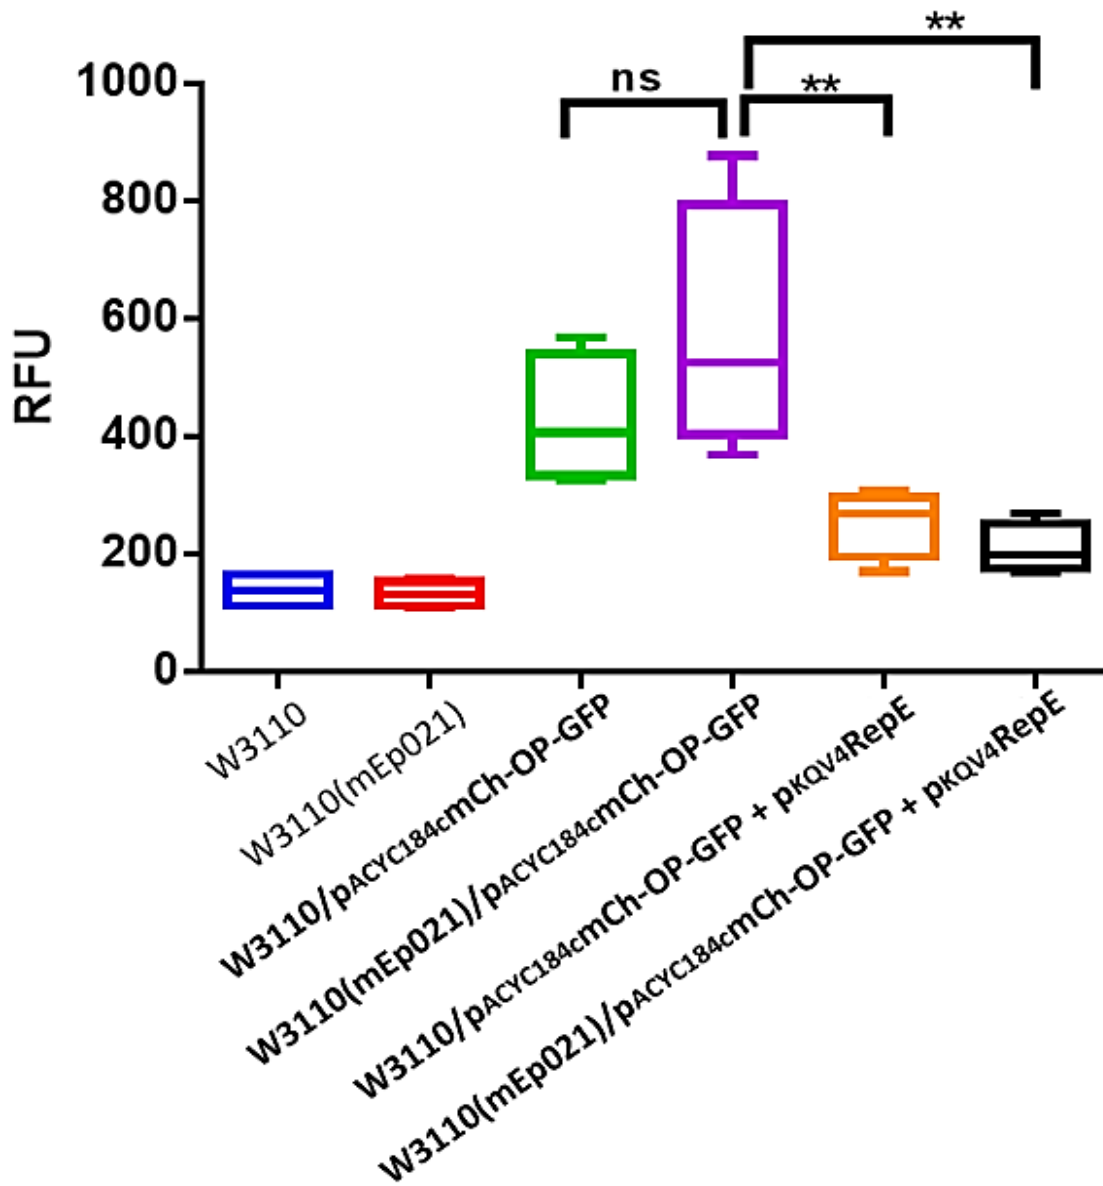 **
ns
**
1000
800
600
400
200
0
RFU
W3110
W3110(mEp021)
W3110/pACYC184cmCh-OP-GFP
W3110(mEp021)/pACYC184cmCh-OP-GFP
W3110/pACYC184cmCh-OP-GFP + pKQV4RepE
W3110(mEp021)/pACYC184cmCh-OP-GFP + pKQV4RepE